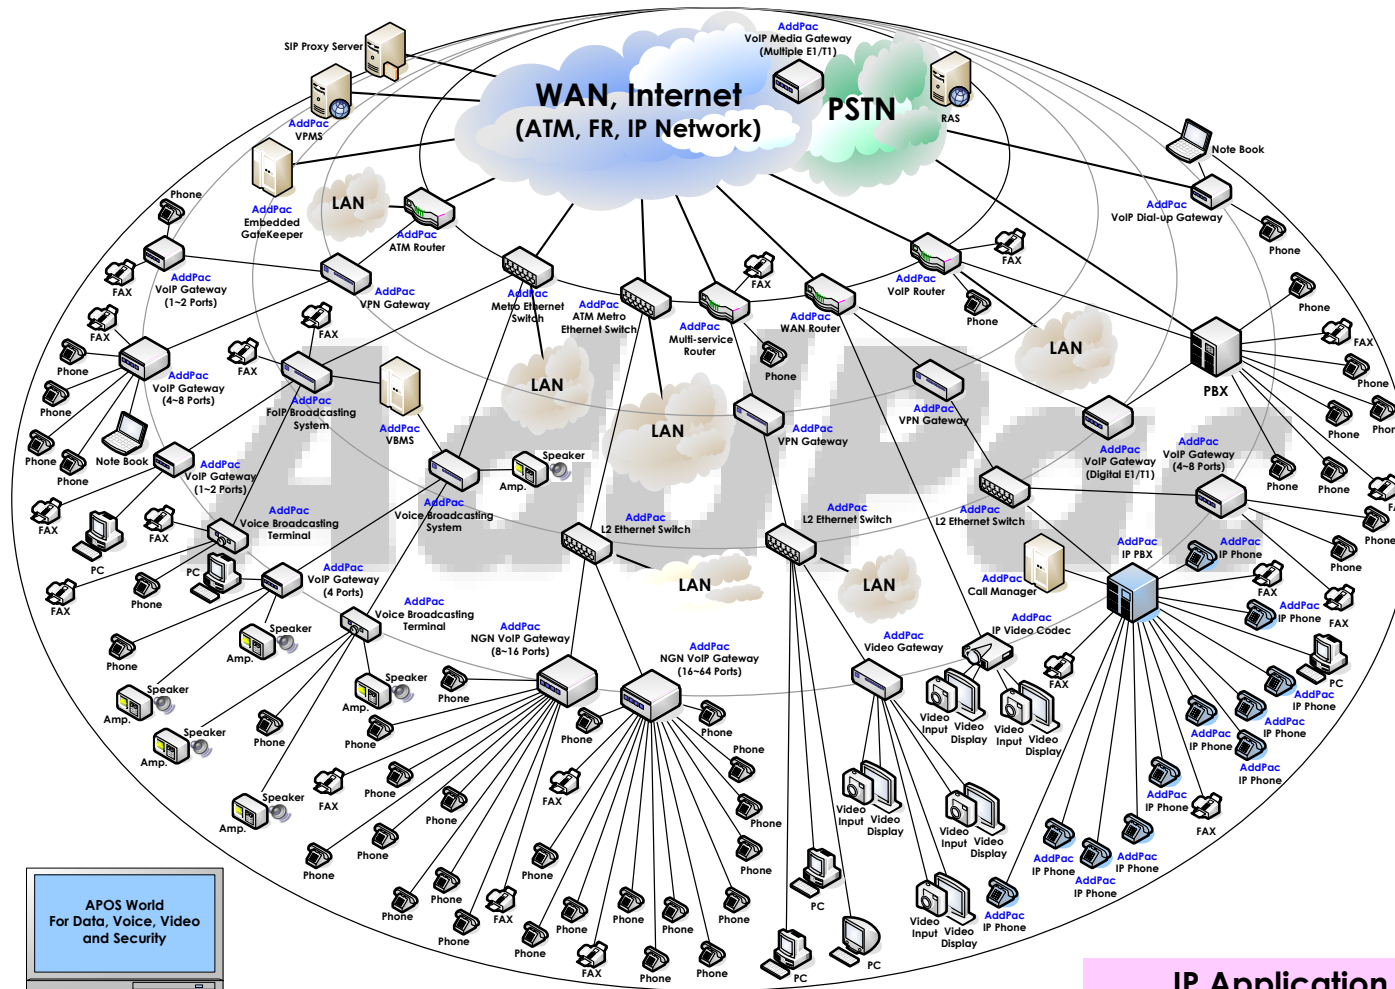 SIP Proxy Server
AddPac
VPMS
AddPac
Embedded
GateKeeper
WAN, Internet
(ATM, FR, IP Network)
AddPac
VoIP Media Gateway
(Multiple E1/T1)
PSTN
RAS
Note Book
AddPac
VoIP Dial-up Gateway
Phone
Phone
LAN
AddPac
ATM Router
FAX
AddPac
VoIP Gateway
(1~2 Ports)
AddPac
VPN Gateway
AddPac
Metro Ethernet
Switch
AddPac
ATM Metro
Ethernet Switch
FAX
AddPac
Multi-service
Router
Phone
AddPac
WAN Router
AddPac
VoIP Router
FAX
Phone
LAN
Phone
FAX
Phone
Phone
Phone
Phone
Phone
FAX
PBX
FAX
Phone
Phone
Phone
Phone
AddPac
VoIP Gateway
(4~8 Ports)
Note Book
FAX
FAX
AddPac
FoIP Broadcasting
System
AddPac
VBMS
LAN
LAN
AddPac
VPN Gateway
AddPac
VPN Gateway
AddPac
VoIP Gateway
(Digital E1/T1)
AddPac
VoIP Gateway
(4~8 Ports)
Phone
Phone
FAX
AddPac
VoIP Gateway
(1~2 Ports)
FAX
PC
AddPac
Voice Broadcasting
Terminal
FAX
FAX
Phone
PC
AddPac
Voice Broadcasting
System
Speaker
Amp.
AddPac
L2 Ethernet Switch
LAN
AddPac
L2 Ethernet Switch
LAN
AddPac
L2 Ethernet Switch
AddPac
Call Manager
AddPac
IP PBX
AddPac
IP Phone
FAX
AddPac
IP Phone
FAX
PC
AddPac
VoIP Gateway
(4 Ports)
Phone
Speaker
Amp.
Speaker
Amp.
Speaker
Amp.
AddPac
Voice Broadcasting
Terminal
Speaker
Amp.
Phone
Speaker
Amp.
AddPac
NGN VoIP Gateway
(8~16 Ports)
AddPac
NGN VoIP Gateway
(16~64 Ports)
AddPac
Video Gateway
AddPac
IP Video Codec
FAX
Video
Input
Video
Display
Video
Input
Video
Display
Video
Input
Video
Display
Video
Input
Video
Display
Video
Input
Video
Display
Phone
Phone
FAX
Phone
Phone
Phone
Phone
Phone
Phone
Phone
FAX
Phone
FAX
FAX
Phone
Phone
Phone
Phone
Phone
Phone
Phone
Phone
Phone
PC
PC
PC
AddPac
IP Phone
AddPac
IP Phone
AddPac
IP Phone
AddPac
IP Phone
AddPac
IP Phone
FAX
AddPac
IP Phone
AddPac
IP Phone
AddPac
IP Phone
AddPac
IP Phone
APOS World
For Data, Voice, Video
and Security
IP Application
AddPac